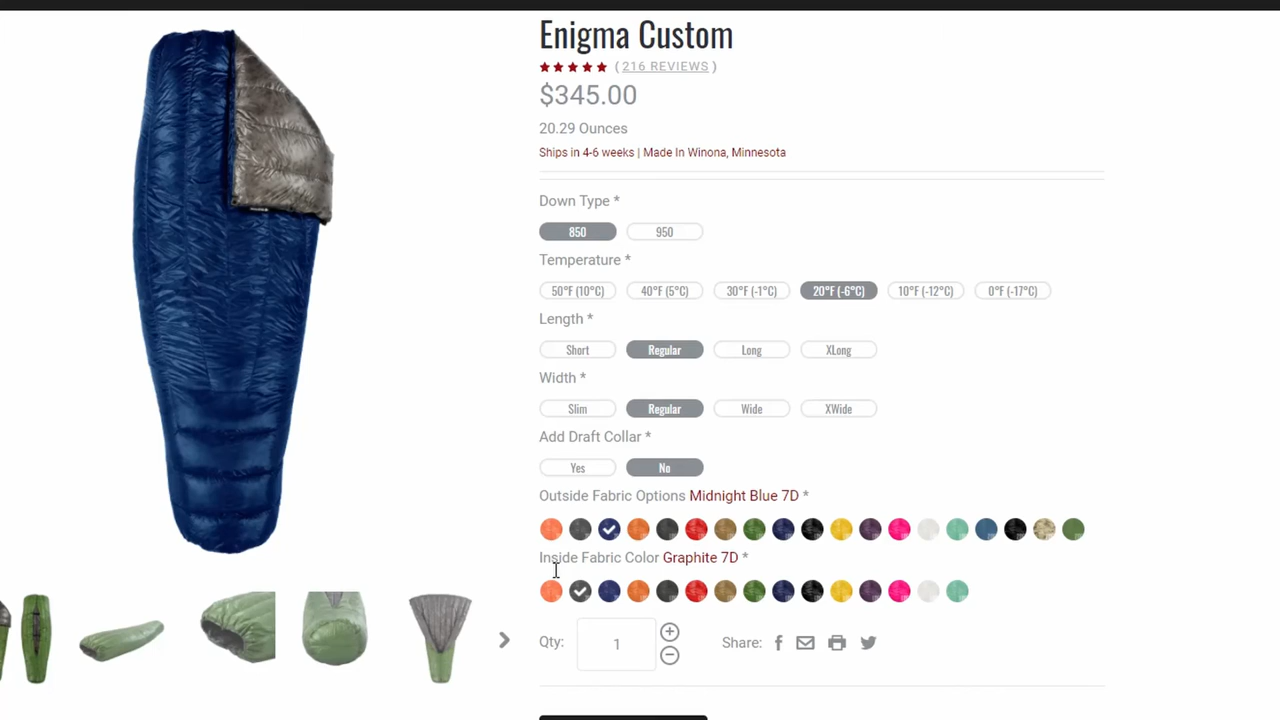 Enigma Custom
( 216 REVIEWS )
$345.00
20.29 Ounces
Ships in 4-6 weeks | Made In Winona, Minnesota
Down Type *
850 950
Temperature *
50°F (10°C) 40°F (5°C) 30°F (-1°C) 20°F (-6°C) 10°F (-12°C) 0°F (-17°C)
Length *
Short Regular Long XLong
Width *
Slim Regular Wide XWide
Add Draft Collar *
Yes No
Outside Fabric Options Midnight Blue 7D *
Inside Fabric Color Graphite 7D *
Qty: 1 Share: